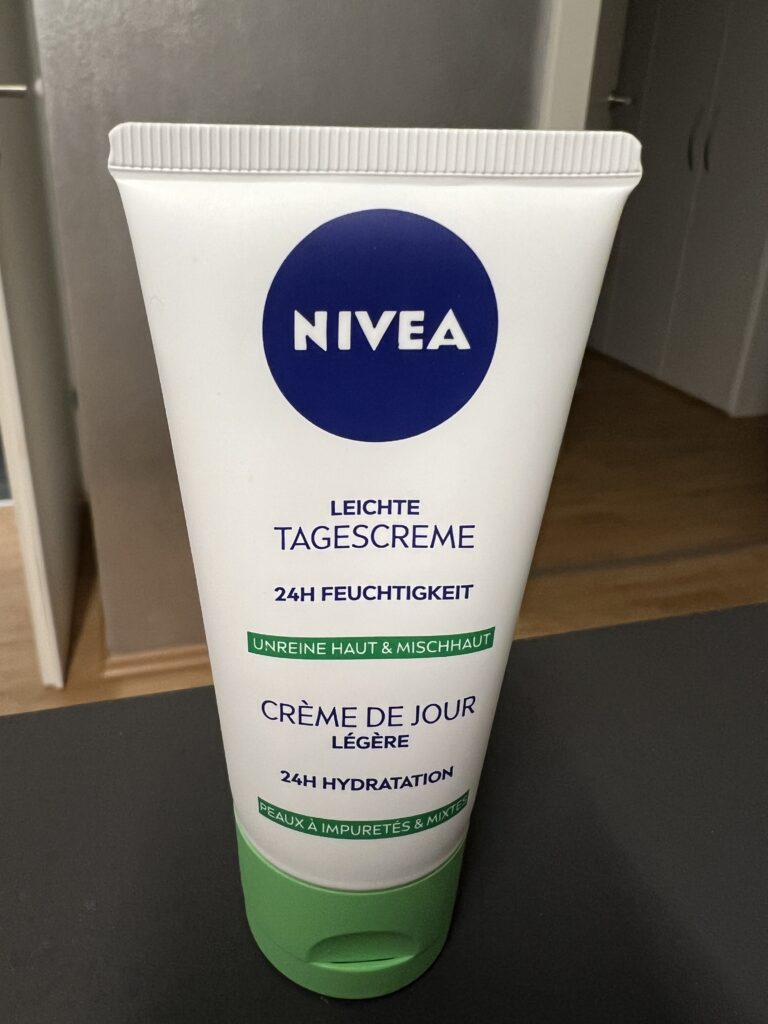 NIVEA
LEICHTE
TAGESCREME
24H FEUCHTIGKEIT
UNREINE HAUT & MISCHHAUT
CRÈME DE JOUR
LÉGÈRE
24H HYDRATATION
PEAUX À IMPURETÉS & MIXTES